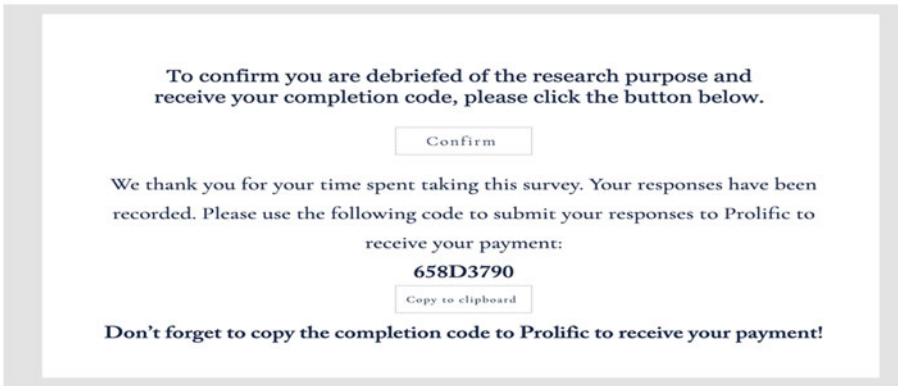 To confirm you are debriefed of the research purpose and
receive your completion code, please click the button below.
Confirm
We thank you for your time spent taking this survey. Your responses have been
recorded. Please use the following code to submit your responses to Prolific to
receive your payment:
658D3790
Copy to clipboard
Don't forget to copy the completion code to Prolific to receive your payment!